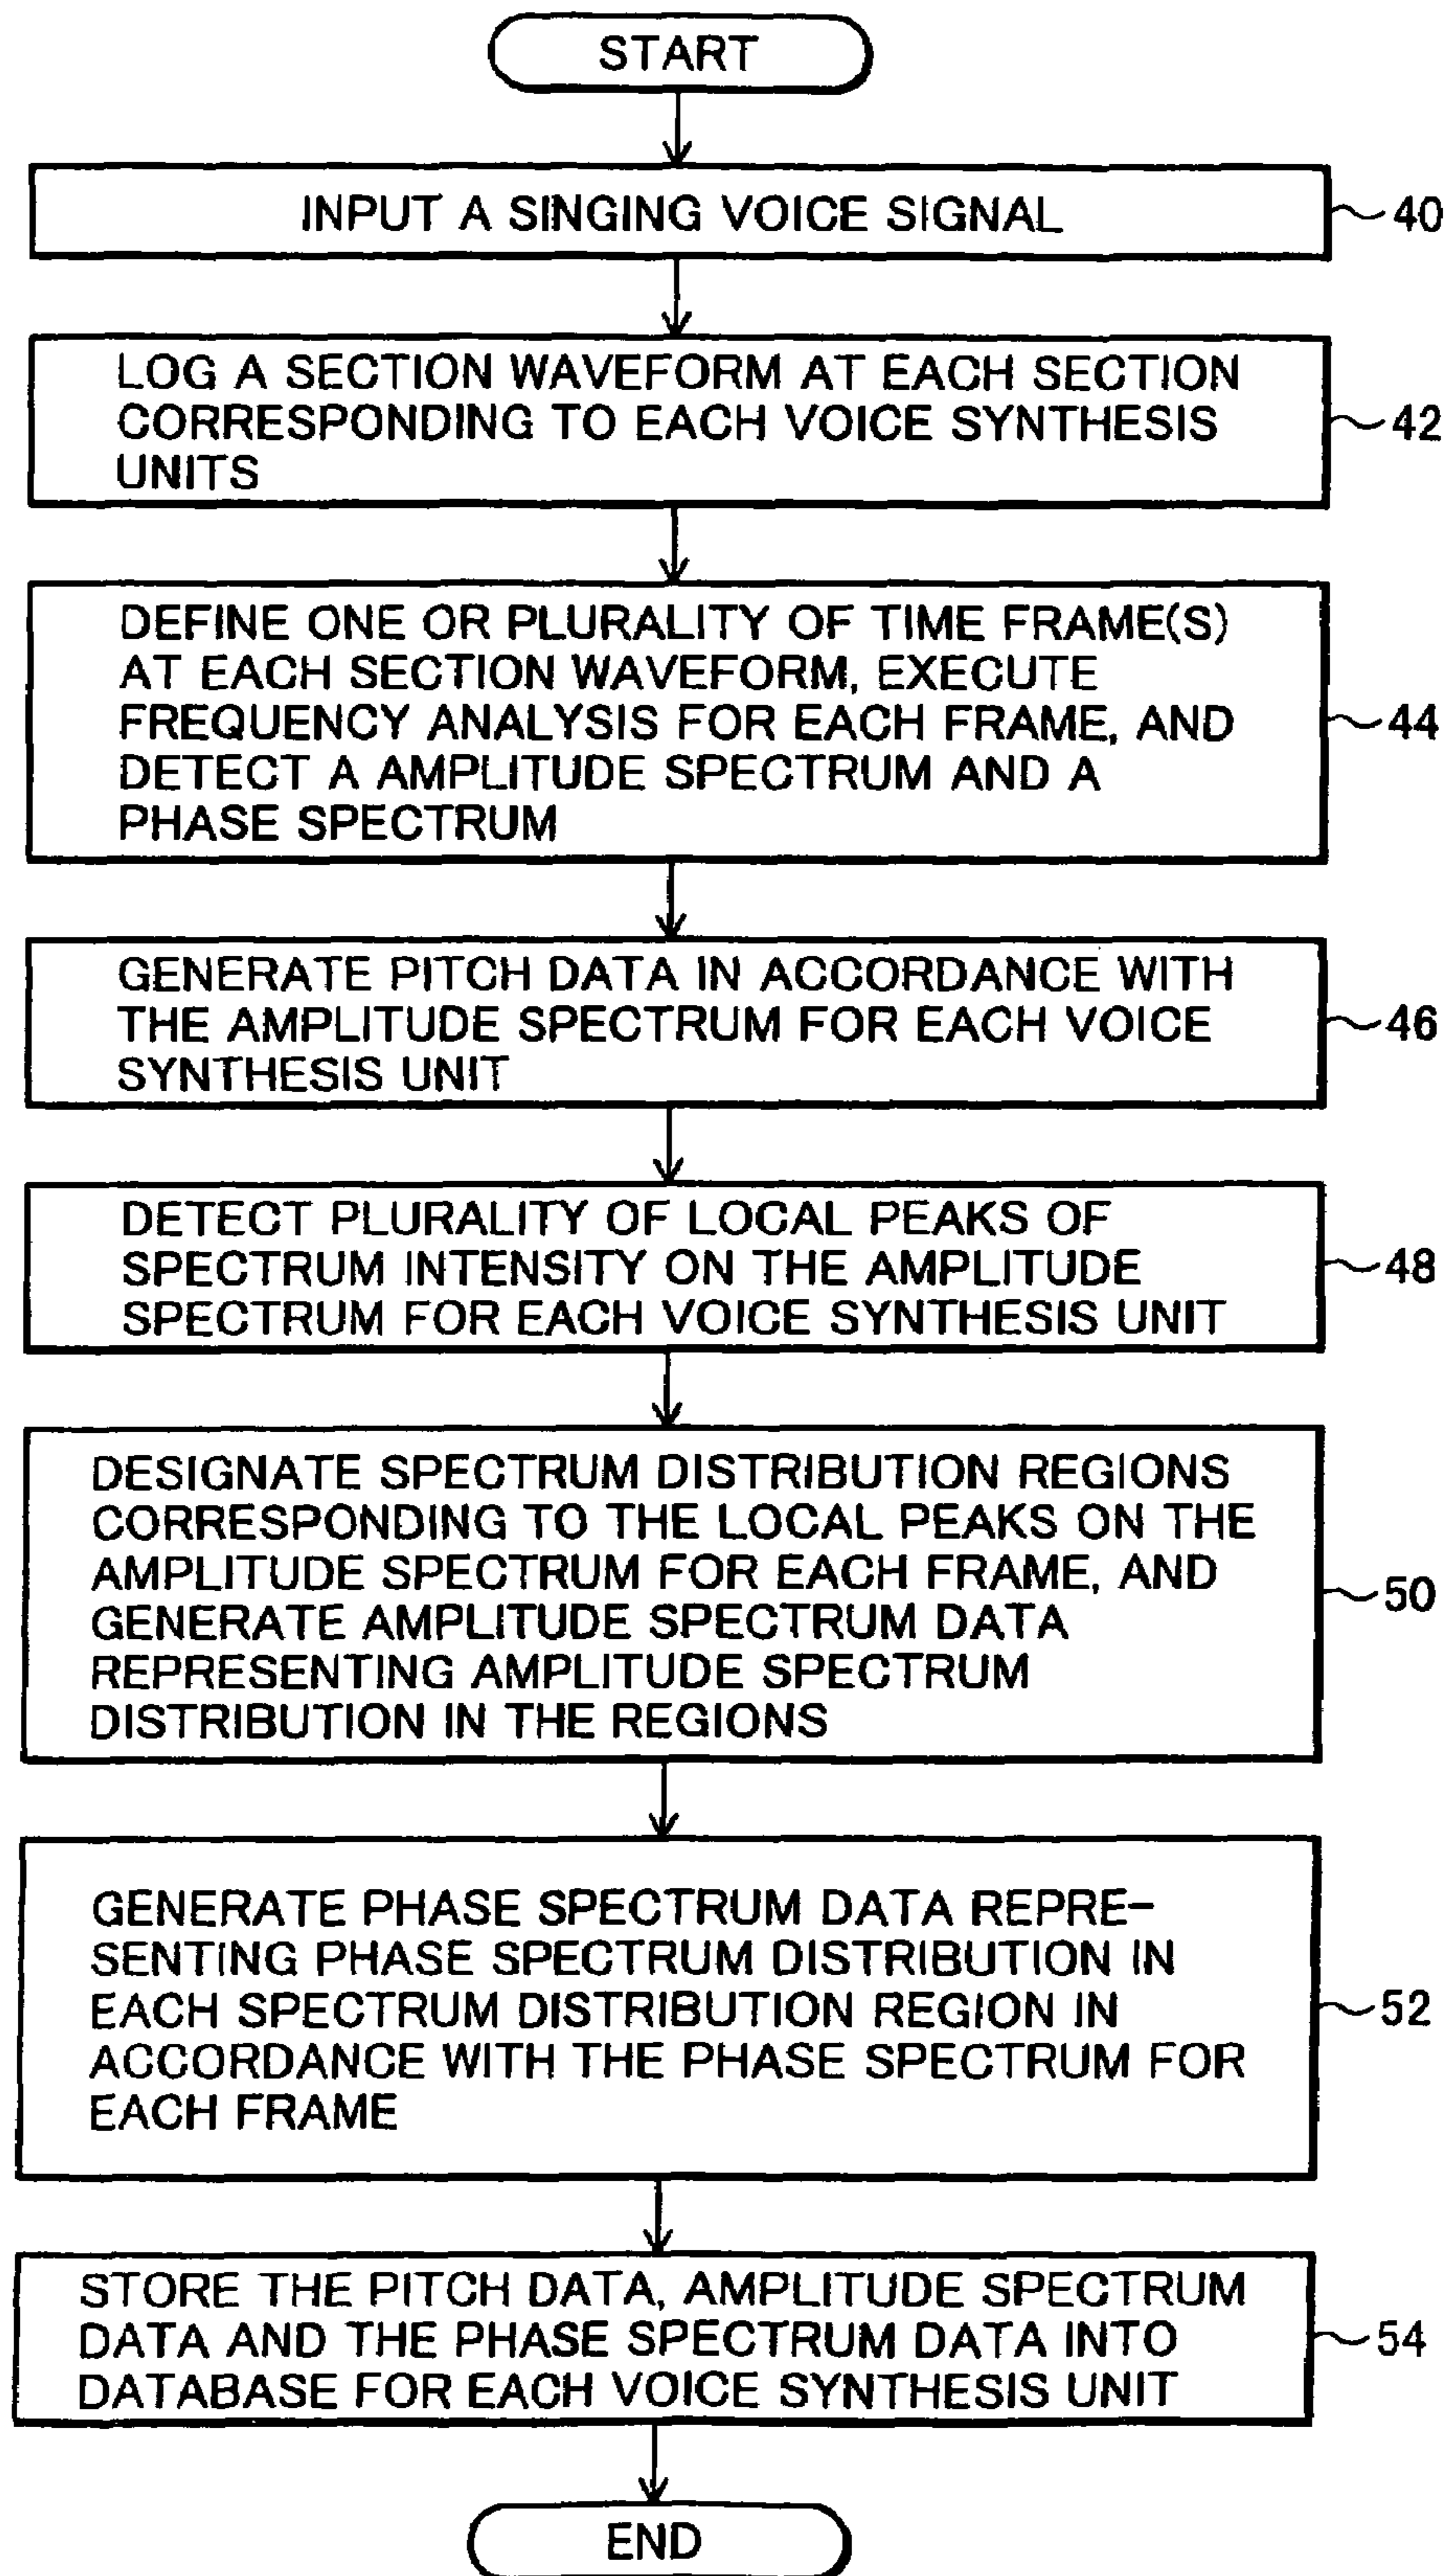 START
INPUT A SINGING VOICE SIGNAL
40
LOG A SECTION WAVEFORM AT EACH SECTION
CORRESPONDING TO EACH VOICE SYNTHESIS
UNITS
42
DEFINE ONE OR PLURALITY OF TIME FRAME(S)
AT EACH SECTION WAVEFORM, EXECUTE
FREQUENCY ANALYSIS FOR EACH FRAME, AND
DETECT A AMPLITUDE SPECTRUM AND A
PHASE SPECTRUM
44
GENERATE PITCH DATA IN ACCORDANCE WITH
THE AMPLITUDE SPECTRUM FOR EACH VOICE
SYNTHESIS UNIT
46
DETECT PLURALITY OF LOCAL PEAKS OF
SPECTRUM INTENSITY ON THE AMPLITUDE
SPECTRUM FOR EACH VOICE SYNTHESIS UNIT
48
DESIGNATE SPECTRUM DISTRIBUTION REGIONS
CORRESPONDING TO THE LOCAL PEAKS ON THE
AMPLITUDE SPECTRUM FOR EACH FRAME, AND
GENERATE AMPLITUDE SPECTRUM DATA
REPRESENTING AMPLITUDE SPECTRUM
DISTRIBUTION IN THE REGIONS
50
GENERATE PHASE SPECTRUM DATA REPRE-
SENTING PHASE SPECTRUM DISTRIBUTION IN
EACH SPECTRUM DISTRIBUTION REGION IN
ACCORDANCE WITH THE PHASE SPECTRUM FOR
EACH FRAME
52
STORE THE PITCH DATA, AMPLITUDE SPECTRUM
DATA AND THE PHASE SPECTRUM DATA INTO
DATABASE FOR EACH VOICE SYNTHESIS UNIT
54
END